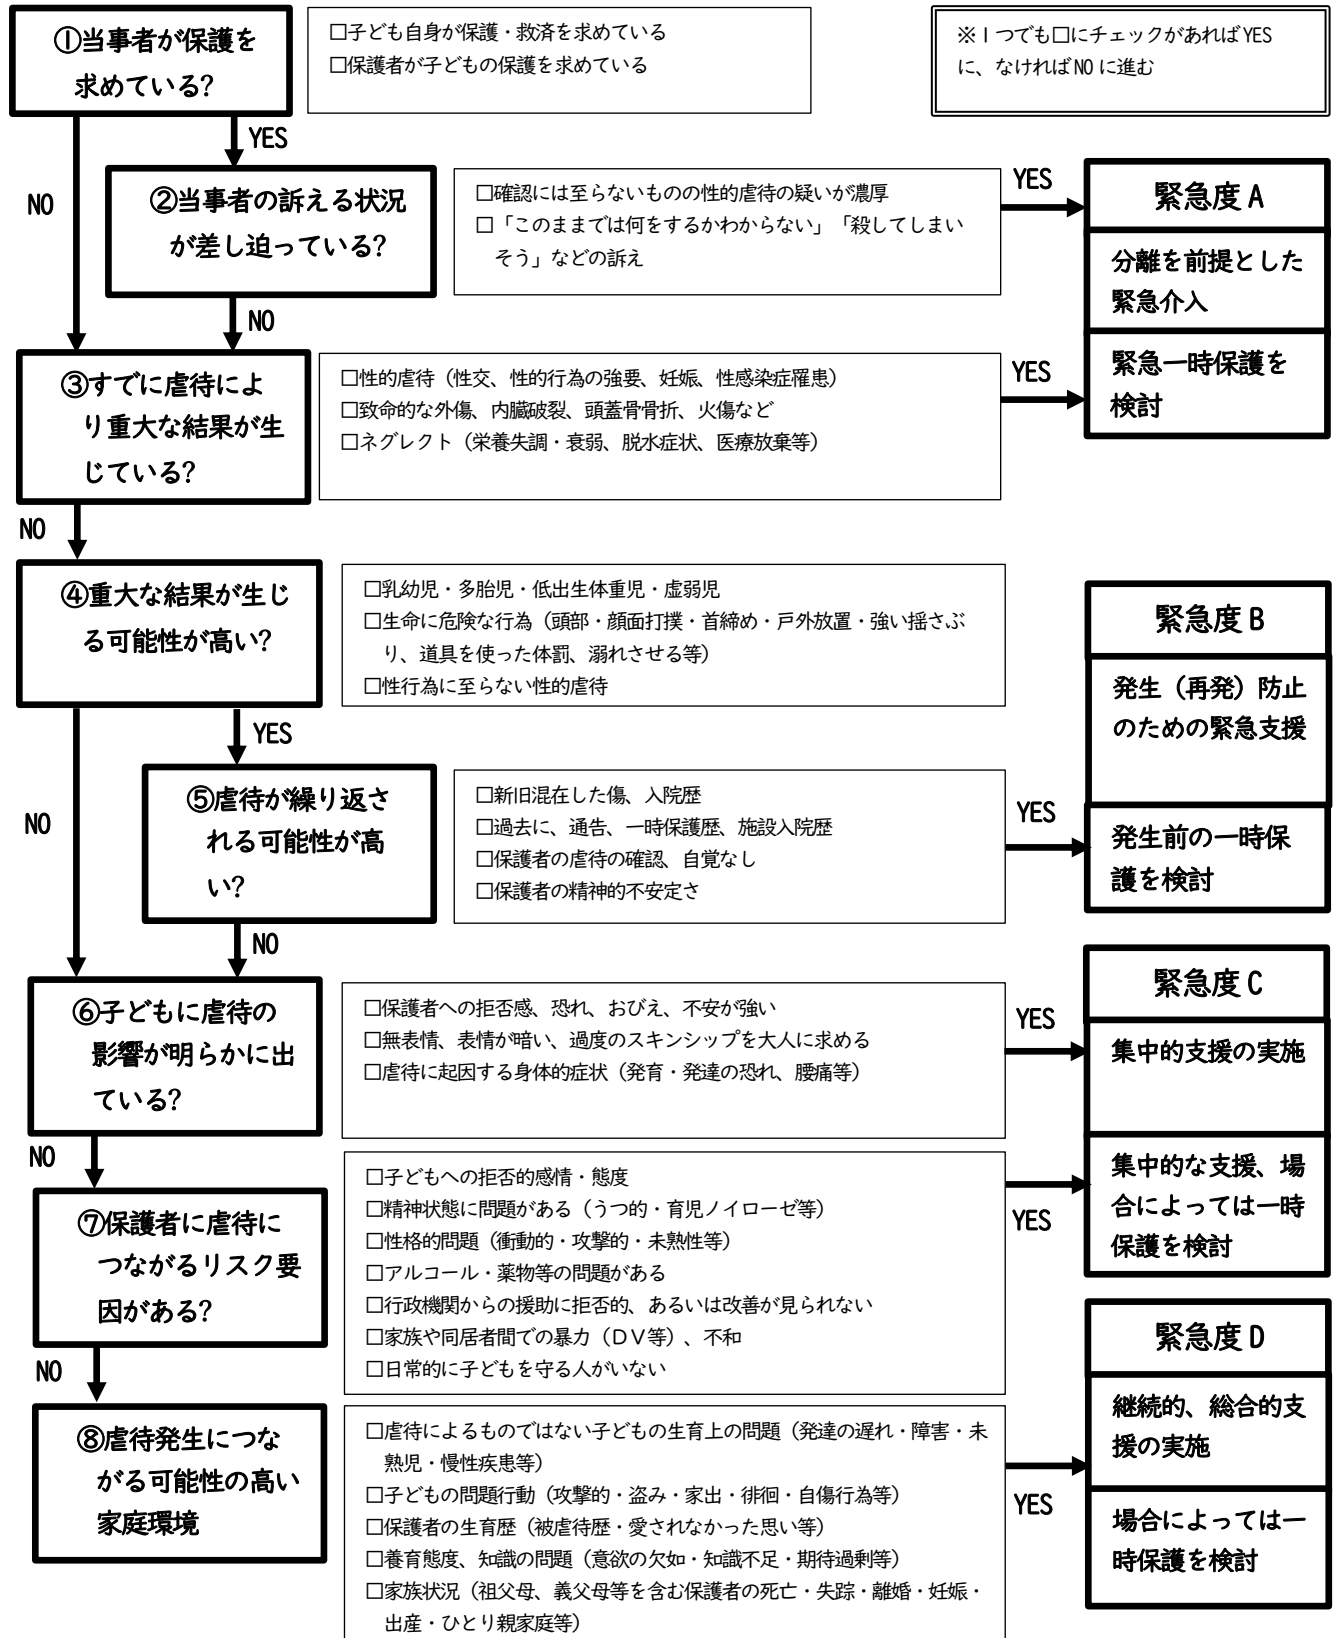 ①当事者が保護を
求めている?
□子ども自身が保護・救済を求めている
□保護者が子どもの保護を求めている
※1つでも□にチェックがあればYES
に、なければNOに進む
YES
NO
②当事者の訴える状況
が差し迫っている?
□確認には至らないものの性的虐待の疑いが濃厚
□「このままでは何をするかわからない」「殺してしまい
そう」などの訴え
YES
緊急度A
分離を前提とした
緊急介入
緊急一時保護を
検討
NO
③すでに虐待によ
り重大な結果が生
じている?
□性的虐待(性交、性的行為の強要、妊娠、性感染症罹患)
□致命的な外傷、内臓破裂、頭蓋骨骨折、火傷など
□ネグレクト(栄養失調・衰弱、脱水症状、医療放棄等)
YES
NO
④重大な結果が生じ
る可能性が高い?
□乳幼児・多胎児・低出生体重児・虚弱児
□生命に危険な行為(頭部・顔面打撲・首締め・戸外放置・強い揺さぶ
り、道具を使った体罰、溺れさせる等)
□性行為に至らない性的虐待
緊急度B
発生(再発)防止
のための緊急支援
発生前の一時保
護を検討
YES
NO
⑤虐待が繰り返さ
れる可能性が高
い?
□新旧混在した傷、入院歴
□過去に、通告、一時保護歴、施設入院歴
□保護者の虐待の確認、自覚なし
□保護者の精神的不安定さ
YES
NO
⑥子どもに虐待の
影響が明らかに出
ている?
□保護者への拒否感、恐れ、おびえ、不安が強い
□無表情、表情が暗い、過度のスキンシップを大人に求める
□虐待に起因する身体的症状(発育・発達の恐れ、腰痛等)
YES
緊急度C
集中的支援の実施
集中的な支援、場
合によっては一時
保護を検討
NO
⑦保護者に虐待に
つながるリスク要
因がある?
□子どもへの拒否的感情・態度
□精神状態に問題がある(うつ的・育児ノイローゼ等)
□性格的問題(衝動的・攻撃的・未熟性等)
□アルコール・薬物等の問題がある
□行政機関からの援助に拒否的、あるいは改善が見られない
□家族や同居者間での暴力(DV等)、不和
□日常的に子どもを守る人がいない
YES
NO
⑧虐待発生につな
がる可能性の高い
家庭環境
□虐待によるものではない子どもの生育上の問題(発達の遅れ・障害・未
熟児・慢性疾患等)
□子どもの問題行動(攻撃的・盗み・家出・徘徊・自傷行為等)
□保護者の生育歴(被虐待歴・愛されなかった思い等)
□養育態度、知識の問題(意欲の欠如・知識不足・期待過剰等)
□家族状況(祖父母、義父母等を含む保護者の死亡・失踪・離婚・妊娠・
出産・ひとり親家庭等)
YES
緊急度D
継続的、総合的支
援の実施
場合によっては一
時保護を検討